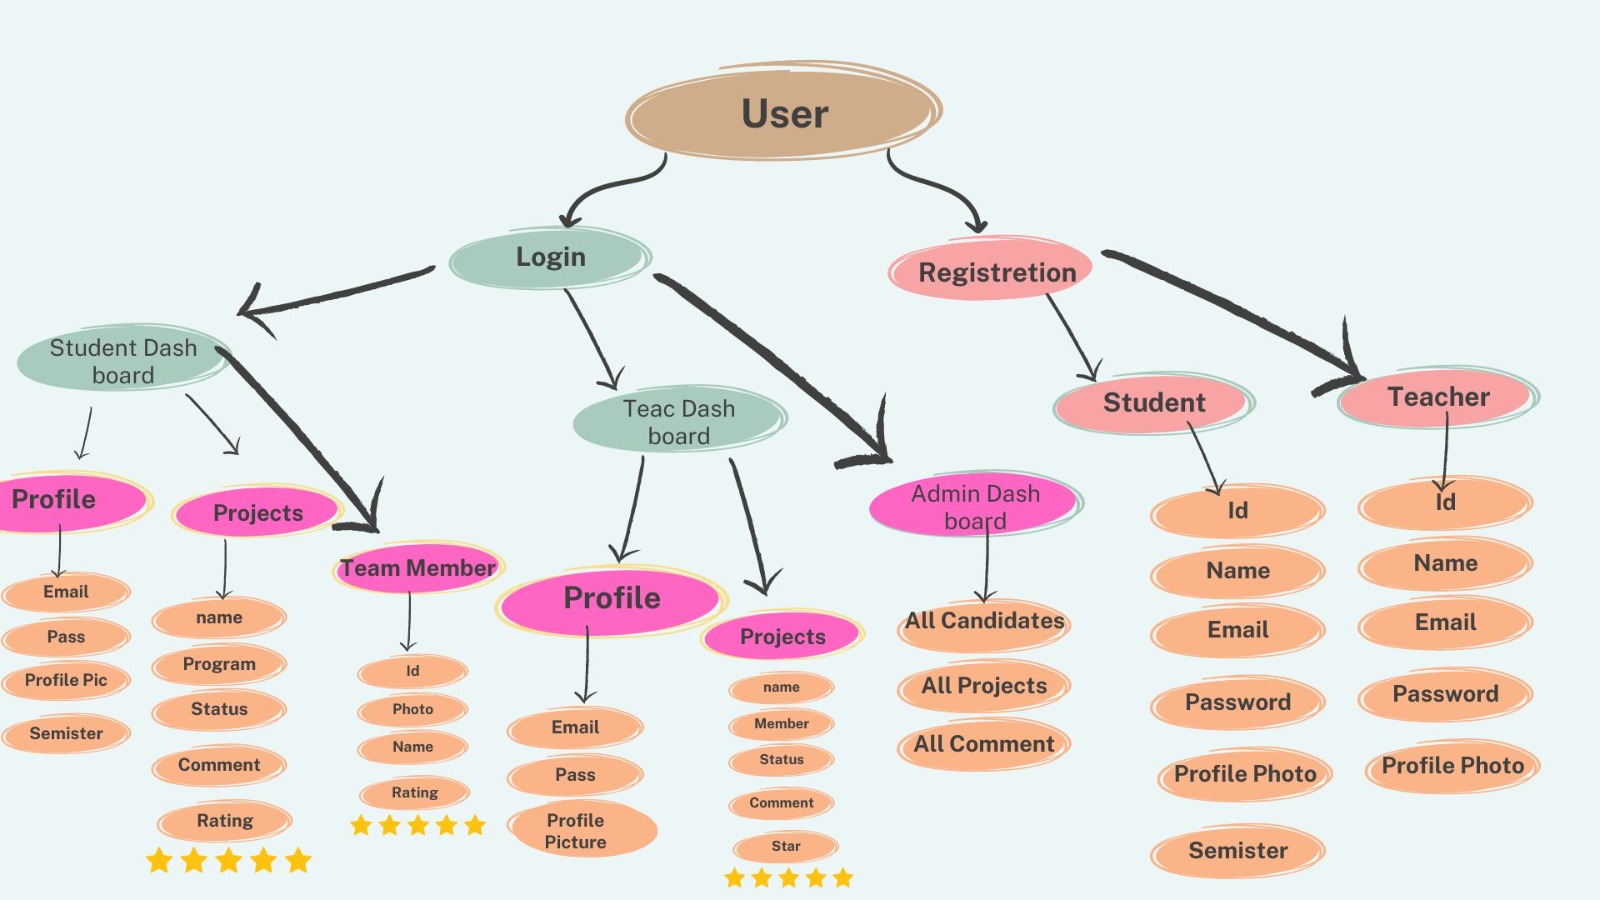 User
Login
Registretion
Student Dash
board
Teac Dash
board
Admin Dash
board
Student
Teacher
Profile
Email
Pass
Profile Pic
Semister
Projects
name
Program
Status
Comment
Rating
Team Member
Id
Photo
Name
Rating
Profile
Email
Pass
Profile
Picture
Projects
name
Member
Status
Comment
Star
All Candidates
All Projects
All Comment
Id
Name
Email
Password
Profile Photo
Semister
Id
Name
Email
Password
Profile Photo